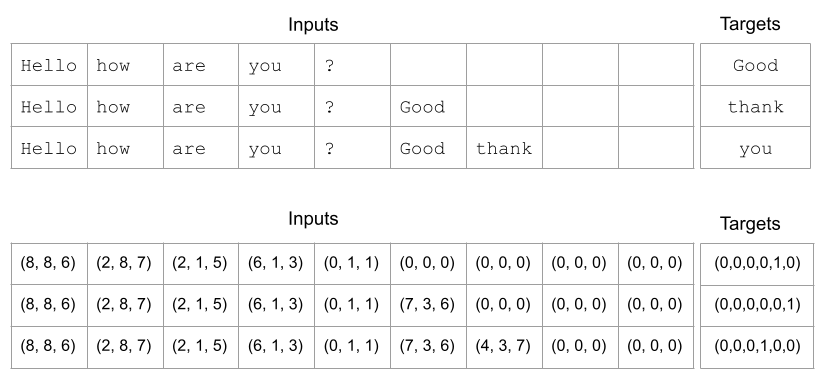 Inputs Targets
Hello how are you ? Good
Hello how are you ? Good thank
Hello how are you ? Good thank you
Inputs Targets
(8, 8, 6) (2, 8, 7) (2, 1, 5) (6, 1, 3) (0, 1, 1) (0, 0, 0) (0, 0, 0) (0, 0, 0) (0, 0, 0) (0,0,0,0,1,0)
(8, 8, 6) (2, 8, 7) (2, 1, 5) (6, 1, 3) (0, 1, 1) (7, 3, 6) (0, 0, 0) (0, 0, 0) (0, 0, 0) (0,0,0,0,0,1)
(8, 8, 6) (2, 8, 7) (2, 1, 5) (6, 1, 3) (0, 1, 1) (7, 3, 6) (4, 3, 7) (0, 0, 0) (0, 0, 0) (0,0,0,1,0,0)